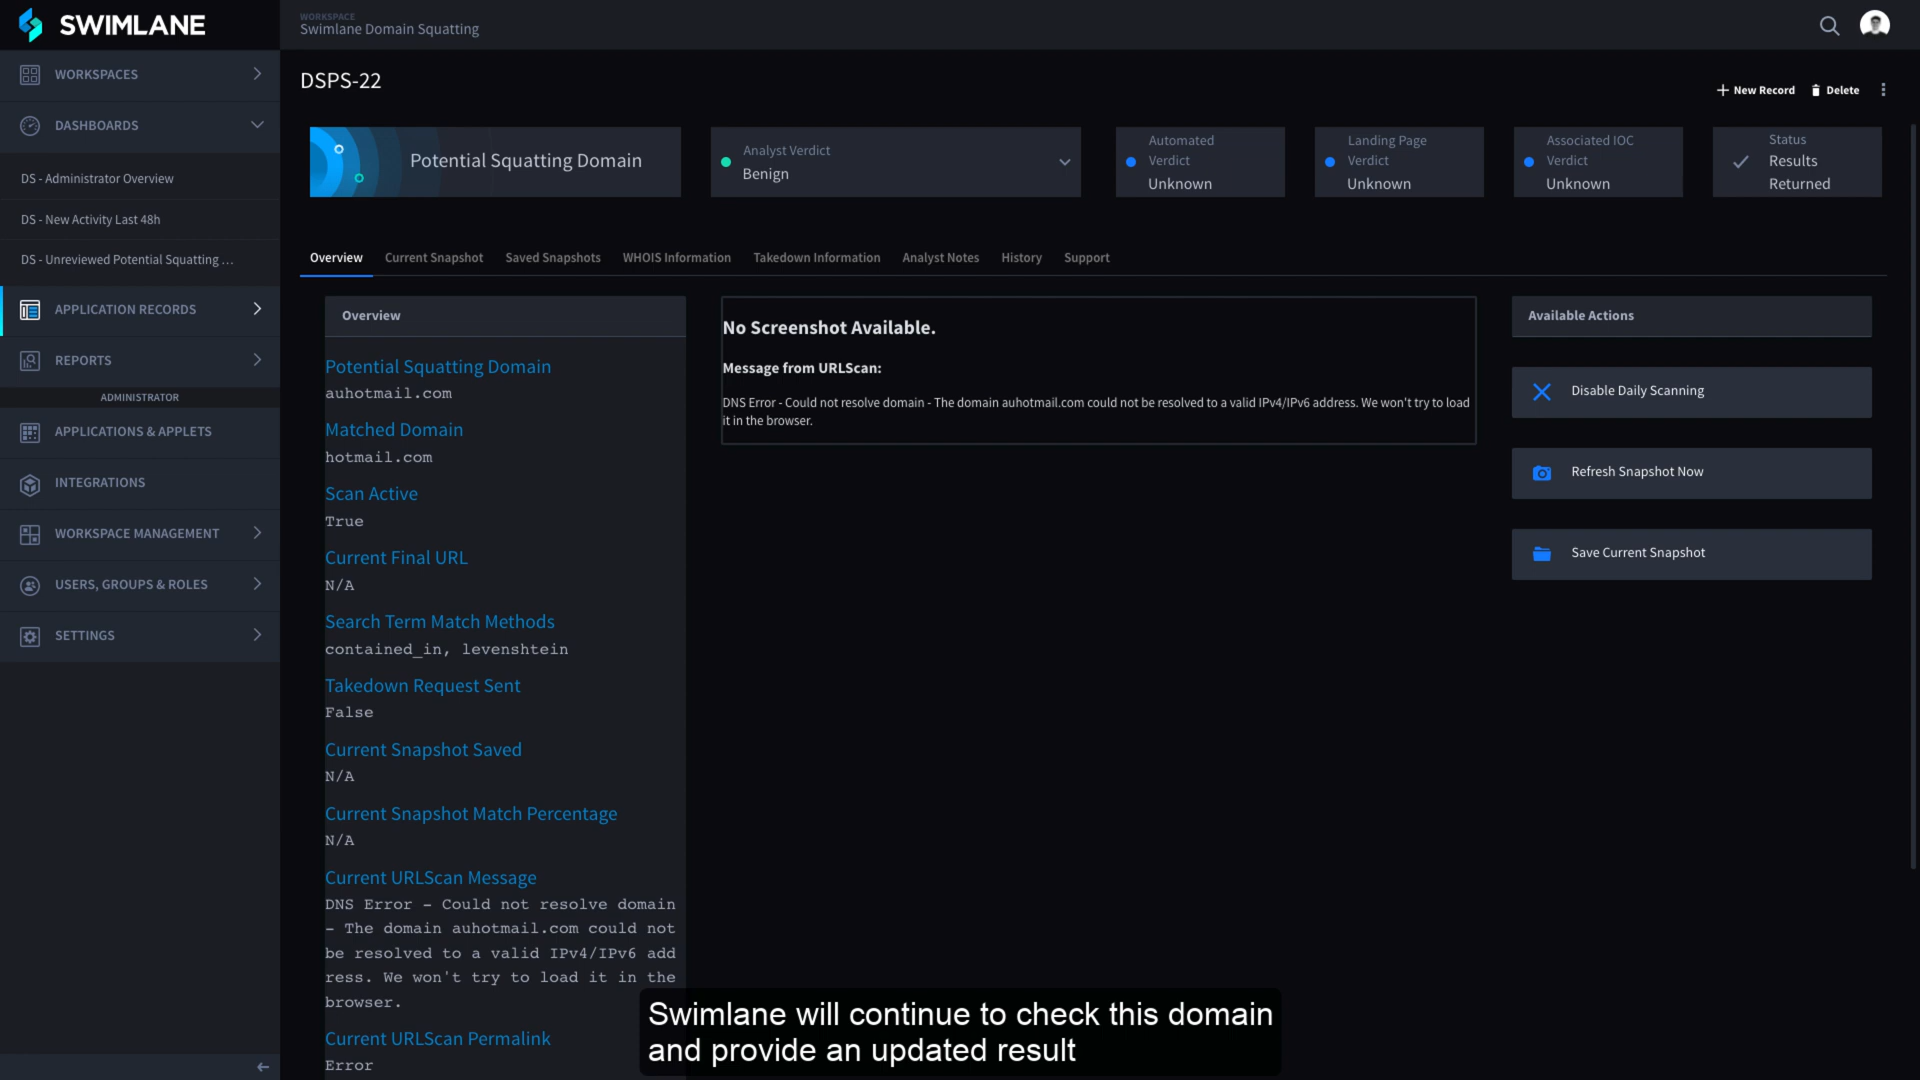 SWIMLANE
WORKSPACE
Swimlane Domain Squatting
WORKSPACES
DASHBOARDS
DS - Administrator Overview
DS - New Activity Last 48h
DS - Unreviewed Potential Squatting ...
APPLICATION RECORDS
REPORTS
ADMINISTRATOR
APPLICATIONS & APPLETS
INTEGRATIONS
WORKSPACE MANAGEMENT
USERS, GROUPS & ROLES
SETTINGS
DSPS-22
New Record
Delete
Potential Squatting Domain
Analyst Verdict
Benign
Automated
Verdict
Unknown
Landing Page
Verdict
Unknown
Associated IOC
Verdict
Unknown
Status
Results
Returned
Overview
Current Snapshot
Saved Snapshots
WHOIS Information
Takedown Information
Analyst Notes
History
Support
Overview
Potential Squatting Domain
auhotmail.com
Matched Domain
hotmail.com
Scan Active
True
Current Final URL
N/A
Search Term Match Methods
contained_in, levenshtein
Takedown Request Sent
False
Current Snapshot Saved
N/A
Current Snapshot Match Percentage
N/A
Current URLScan Message
DNS Error - Could not resolve domain
- The domain auhotmail.com could not
be resolved to a valid IPv4/IPv6 add
ress. We won't try to load it in the
browser.
Current URLScan Permalink
Error
No Screenshot Available.
Message from URLScan:
DNS Error - Could not resolve domain - The domain auhotmail.com could not be resolved to a valid IPv4/IPv6 address. We won't try to load
it in the browser.
Available Actions
Disable Daily Scanning
Refresh Snapshot Now
Save Current Snapshot
Swimlane will continue to check this domain
and provide an updated result